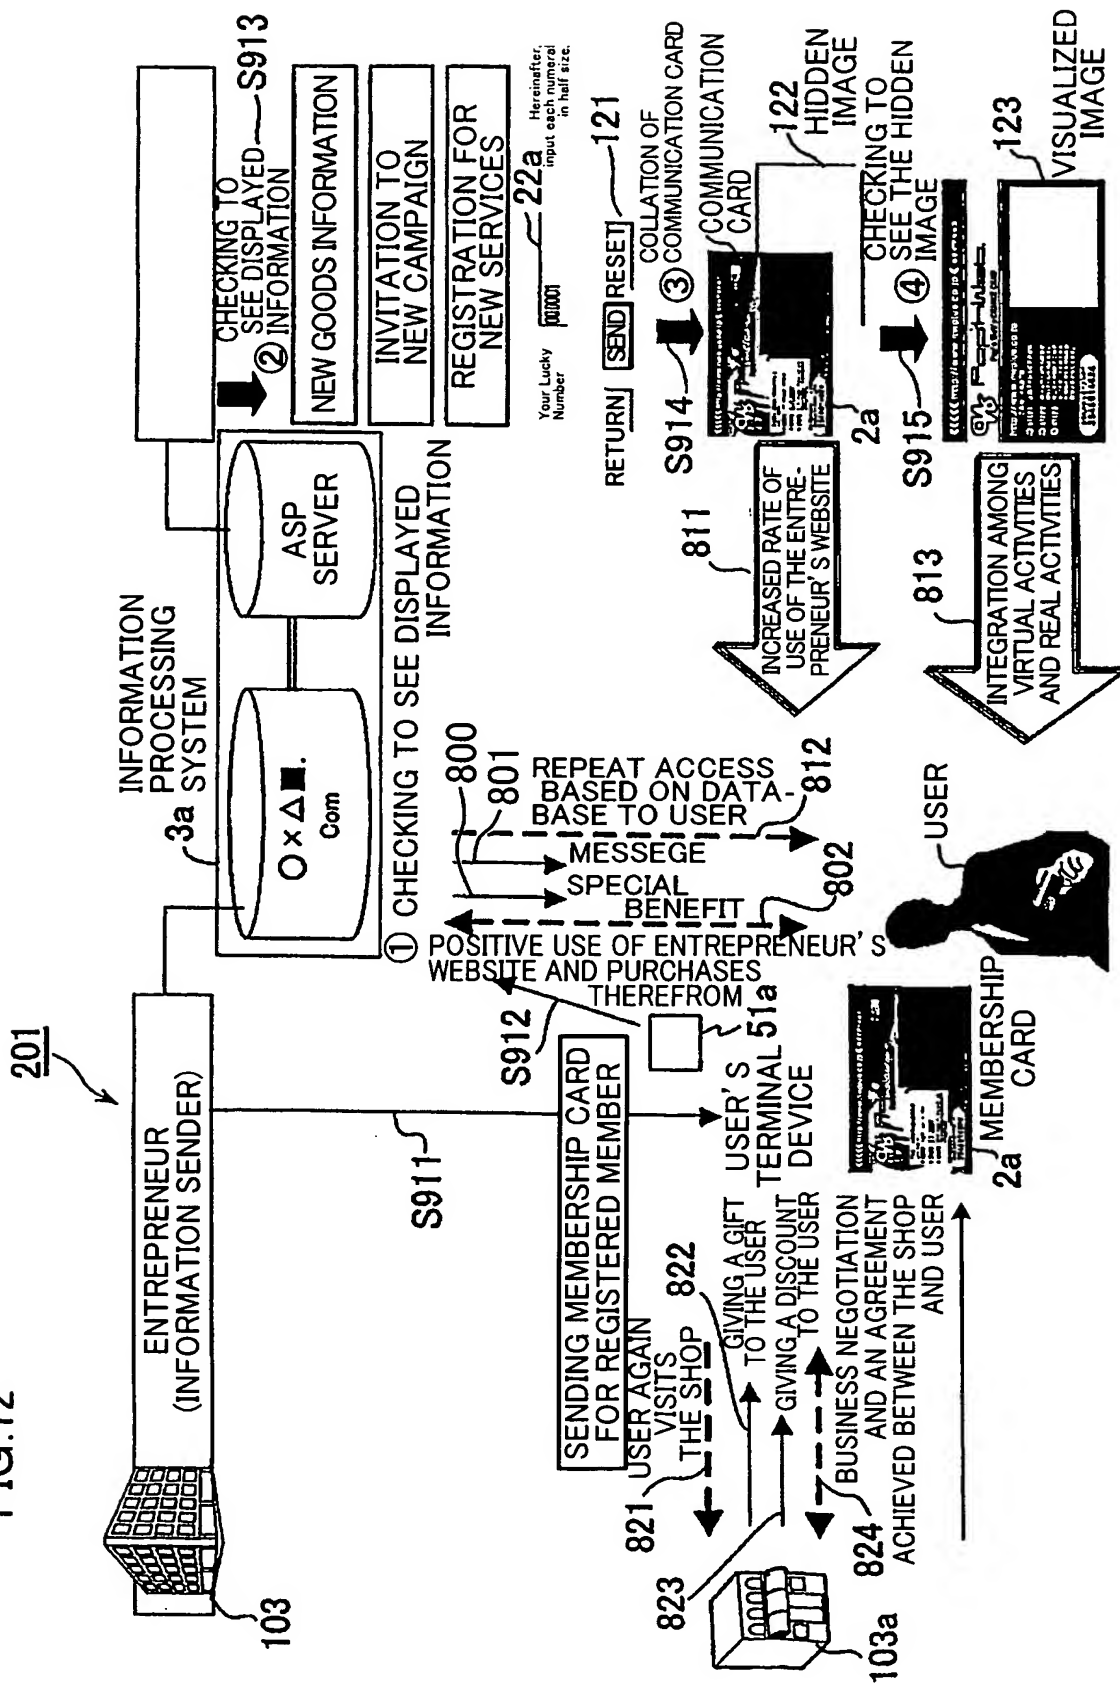 FIG.12
201
ENTREPRENEUR
(INFORMATION SENDER)
103
INFORMATION
PROCESSING
SYSTEM
3a
○×△■.
Com
ASP
SERVER
CHECKING TO
SEE DISPLAYED
② INFORMATION
S913
NEW GOODS INFORMATION
INVITATION TO
NEW CAMPAIGN
REGISTRATION FOR
NEW SERVICES
22a
Hereinafter,
input each numeral
in half size.
Your Lucky
Number
0010001
RETURN
SEND
RESET
121
S911
① CHECKING TO SEE DISPLAYED
INFORMATION
800
801
REPEAT ACCESS
BASED ON DATA-
BASE TO USER
812
MESSEGE
SPECIAL
BENEFIT
802
POSITIVE USE OF ENTREPRENEUR'S
WEBSITE AND PURCHASES
THEREFROM
S912
51a
SENDING MEMBERSHIP CARD
FOR REGISTERED MEMBER
USER'S
TERMINAL
DEVICE
USER AGAIN
VISITS
THE SHOP
821
GIVING A GIFT
TO THE USER
822
GIVING A DISCOUNT
TO THE USER
823
824
BUSINESS NEGOTIATION
AND AN AGREEMENT
ACHIEVED BETWEEN THE SHOP
AND USER
103a
2a
MEMBERSHIP
CARD
USER
S914
③
COLLATION OF
COMMUNICATION CARD
COMMUNICATION
CARD
2a
122
HIDDEN
IMAGE
811
INCREASED RATE OF
USE OF THE ENTRE-
PRENEUR'S WEBSITE
S915
④
CHECKING TO
SEE THE HIDDEN
IMAGE
123
VISUALIZED
IMAGE
813
INTEGRATION AMONG
VIRTUAL ACTIVITIES
AND REAL ACTIVITIES